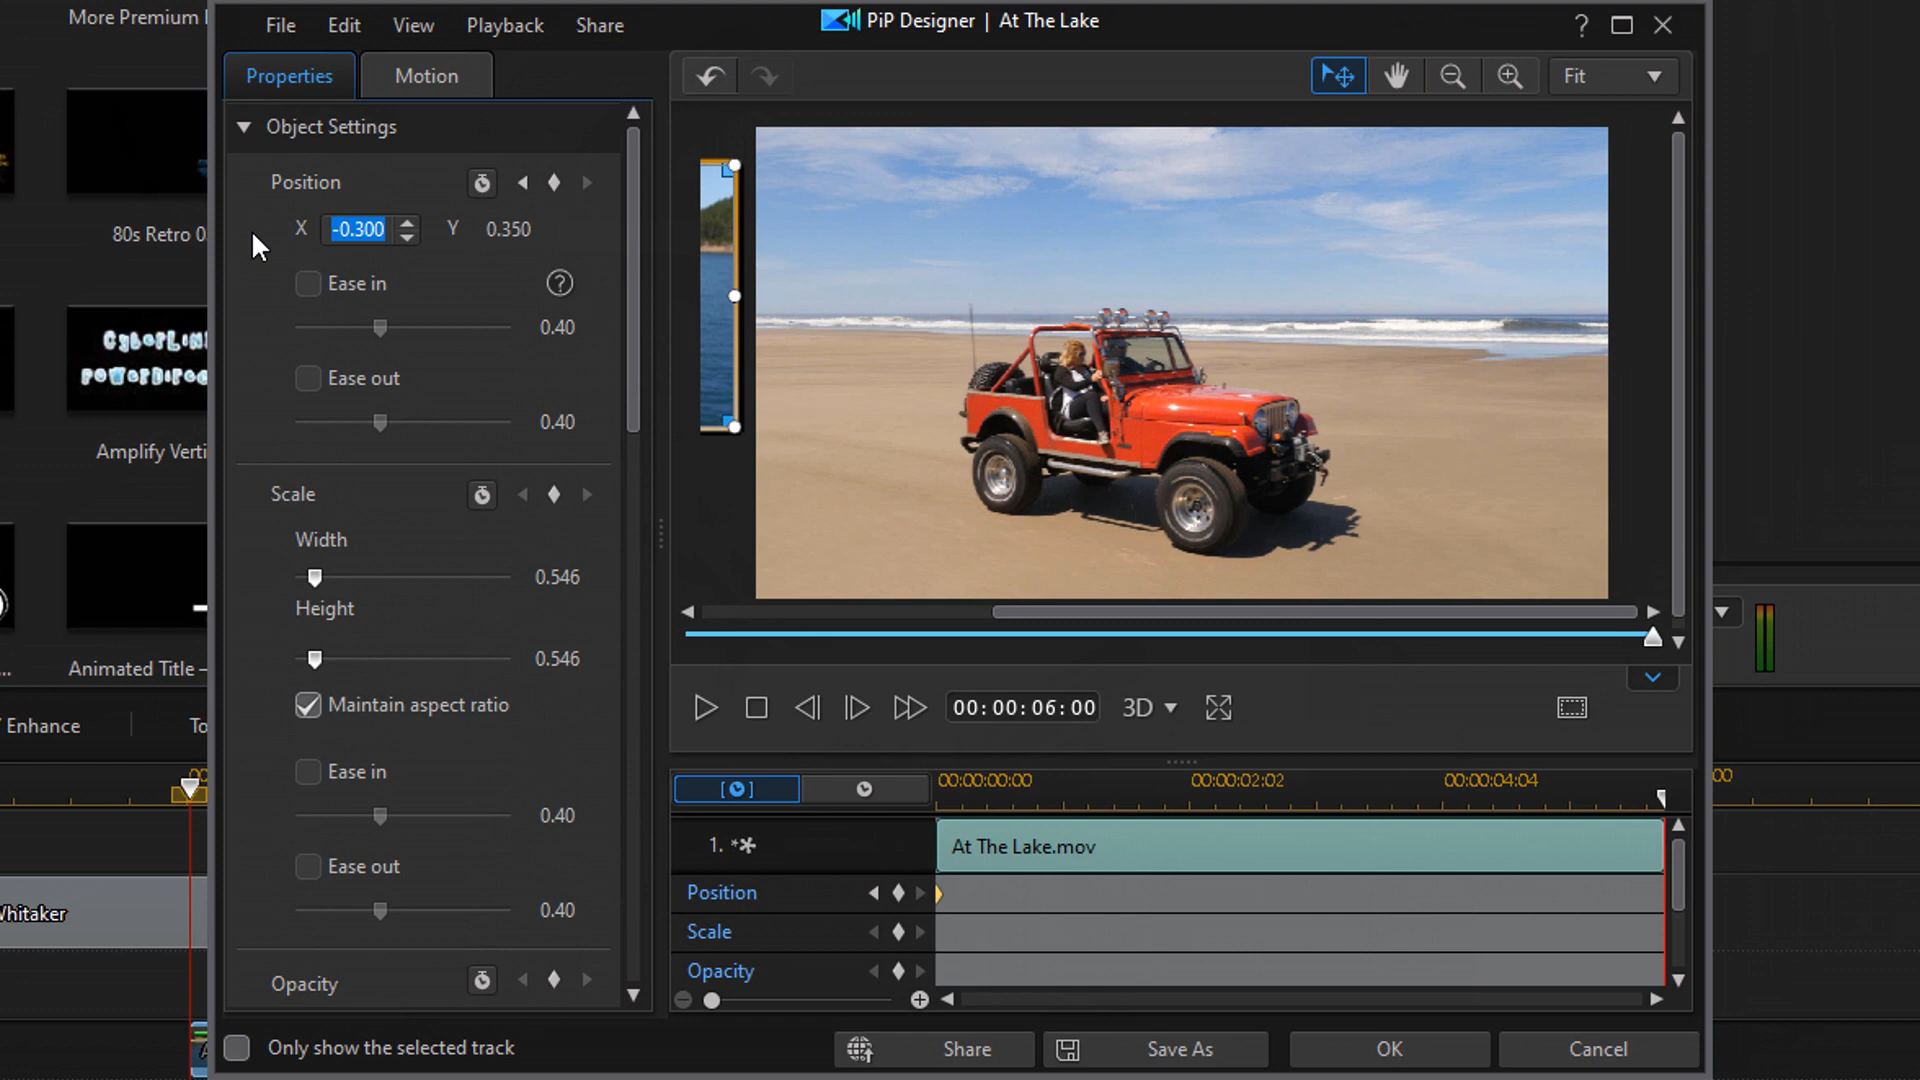 More Premium
File Edit View Playback Share
PiP Designer | At The Lake
?
Properties Motion
Fit
Object Settings
Position
X -0.300 Y 0.350
Ease in ?
0.40
Ease out
0.40
Scale
Width
0.546
Height
0.546
Maintain aspect ratio
Ease in
0.40
Ease out
0.40
Opacity
80s Retro 0
CYBERLIN
POWERDIREC
Amplify Verti
Animated Title –
Enhance
To
Whitaker
00:00:06:00 3D
00:00:00:00 00:00:02:02 00:00:04:04
1. At The Lake.mov
Position
Scale
Opacity
Only show the selected track
Share Save As OK Cancel